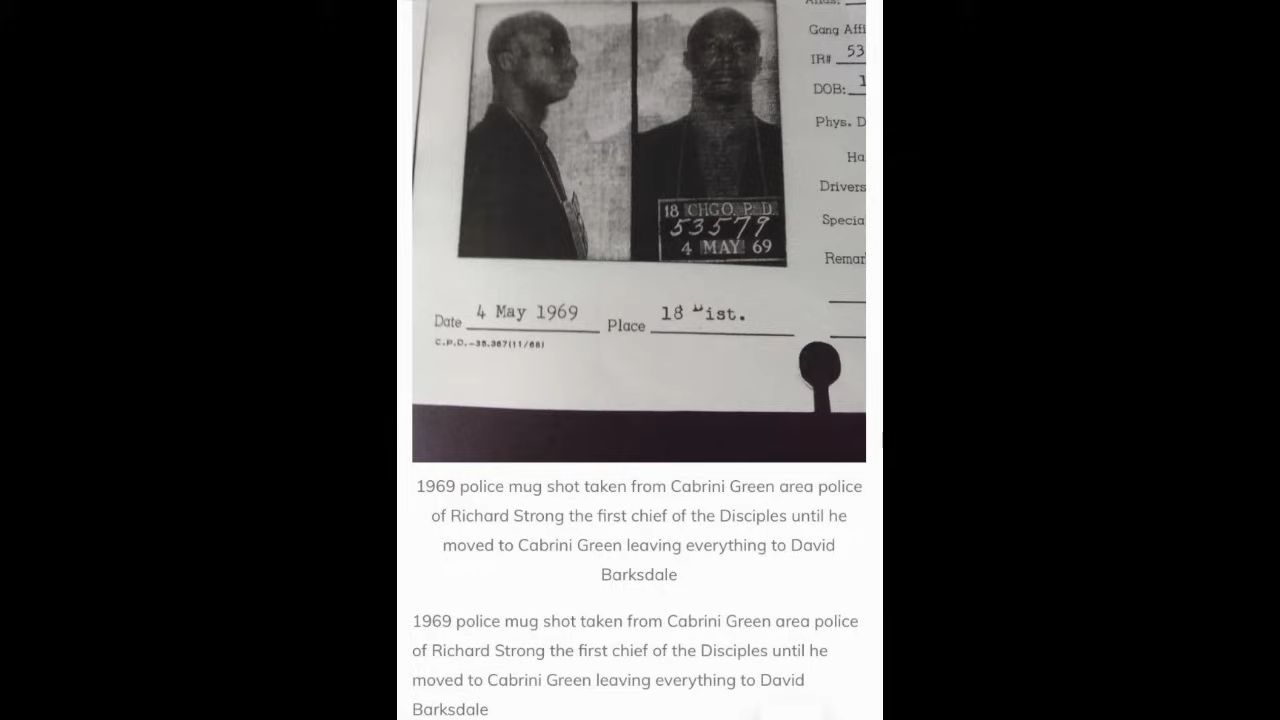 Gang Affi
IR# 53
DOB: 1
Phys. D
Ha
Drivers
Specia
Remar
18 CHGO. P. D.
53579
4 MAY 69
Date 4 May 1969 Place 18 Dist.
C.P.D.-35.367(11/68)
1969 police mug shot taken from Cabrini Green area police
of Richard Strong the first chief of the Disciples until he
moved to Cabrini Green leaving everything to David
Barksdale
1969 police mug shot taken from Cabrini Green area police
of Richard Strong the first chief of the Disciples until he
moved to Cabrini Green leaving everything to David
Barksdale